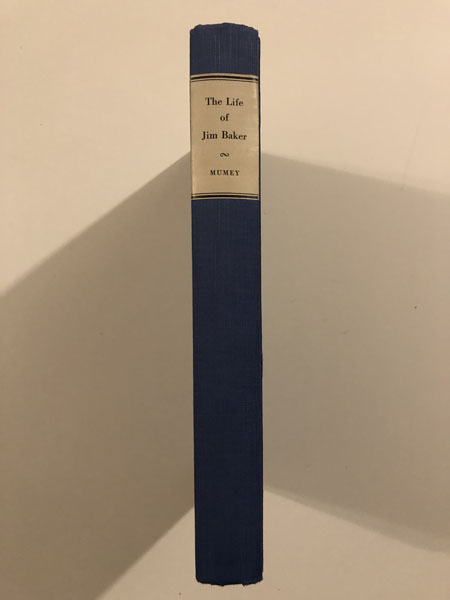 The Life
of
Jim Baker
MUMEY